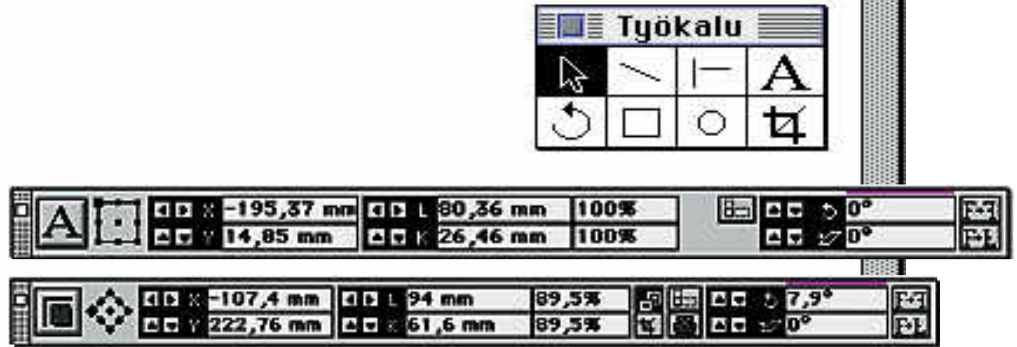 Työkalu
A
A X -195,37 mm L 80,36 mm 100% 0°
Y 14,85 mm K 26,46 mm 100% 0°
X -107,4 mm L 94 mm 89,5% 7,9°
Y 222,76 mm K 61,6 mm 89,5% 0°